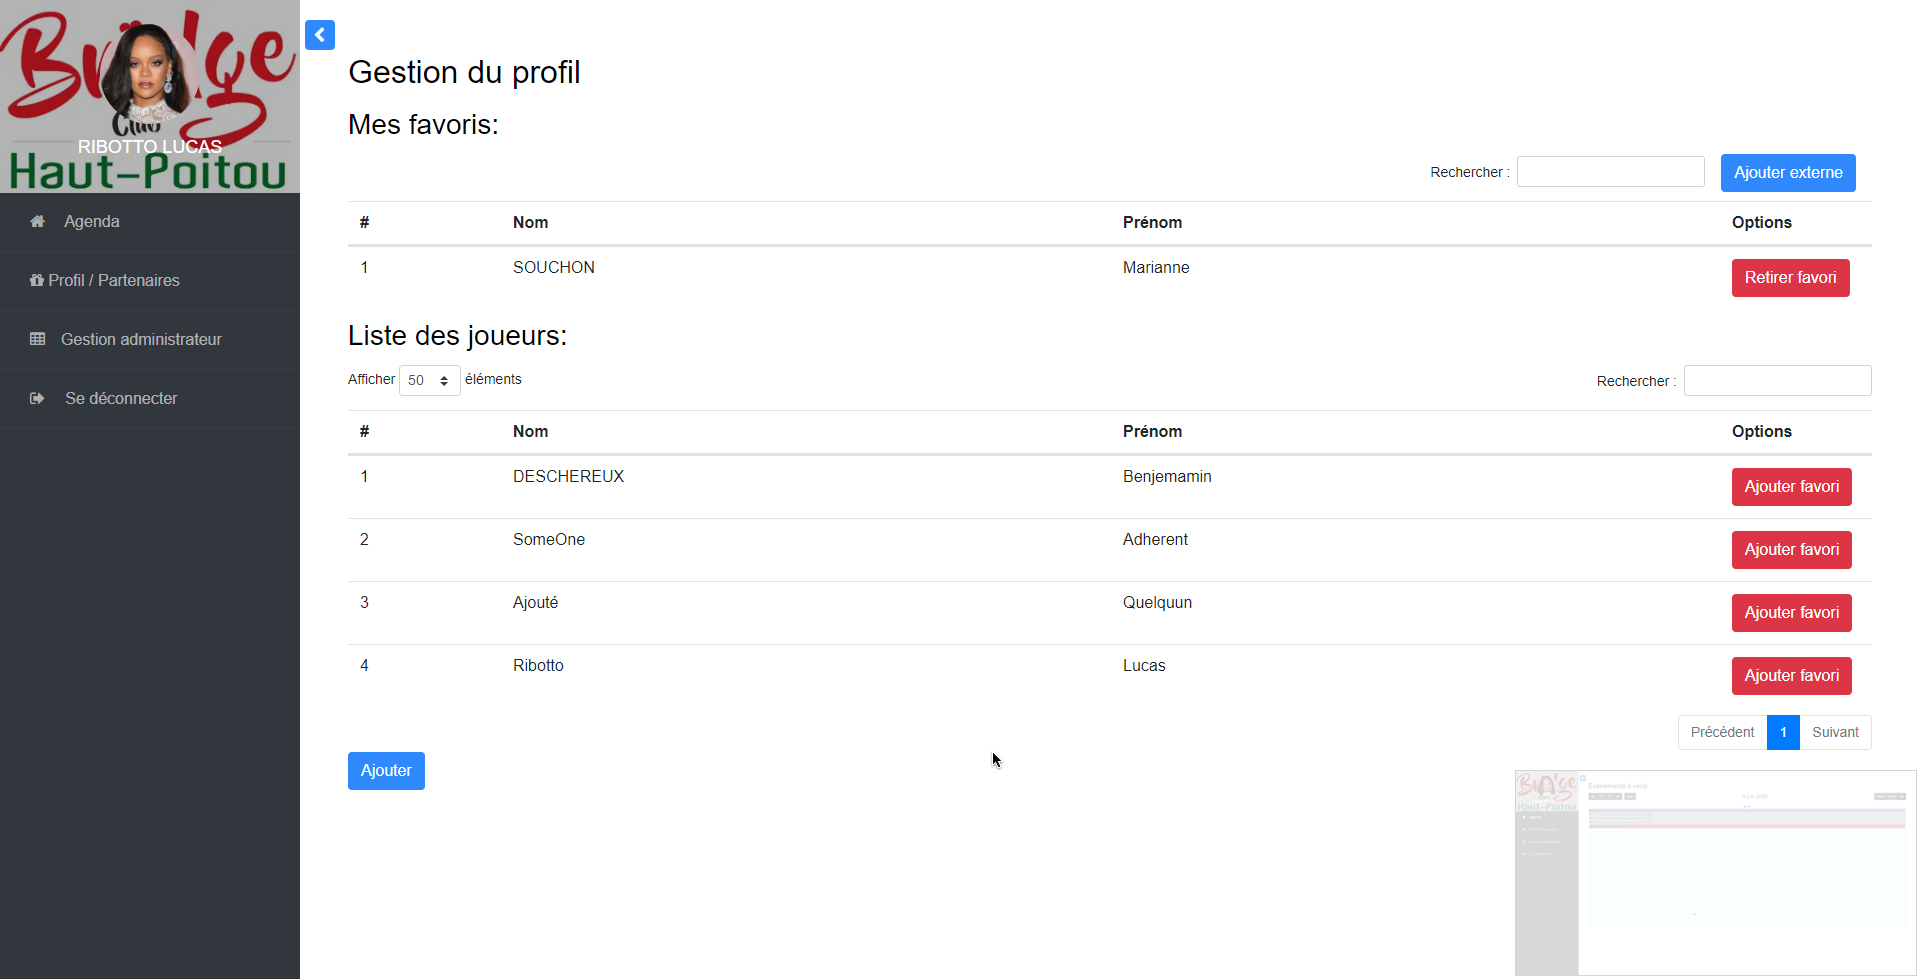 Bridge
Club
RIBOTTO LUCAS
Haut-Poitou
Agenda
Profil / Partenaires
Gestion administrateur
Se déconnecter
Gestion du profil
Mes favoris:
Rechercher : Ajouter externe
# Nom Prénom Options
1 SOUCHON Marianne Retirer favori
Liste des joueurs:
Afficher 50 éléments Rechercher :
# Nom Prénom Options
1 DESCHEREUX Benjemamin Ajouter favori
2 SomeOne Adherent Ajouter favori
3 Ajouté Quelquun Ajouter favori
4 Ribotto Lucas Ajouter favori
Précédent 1 Suivant
Ajouter
Haut-Poitou